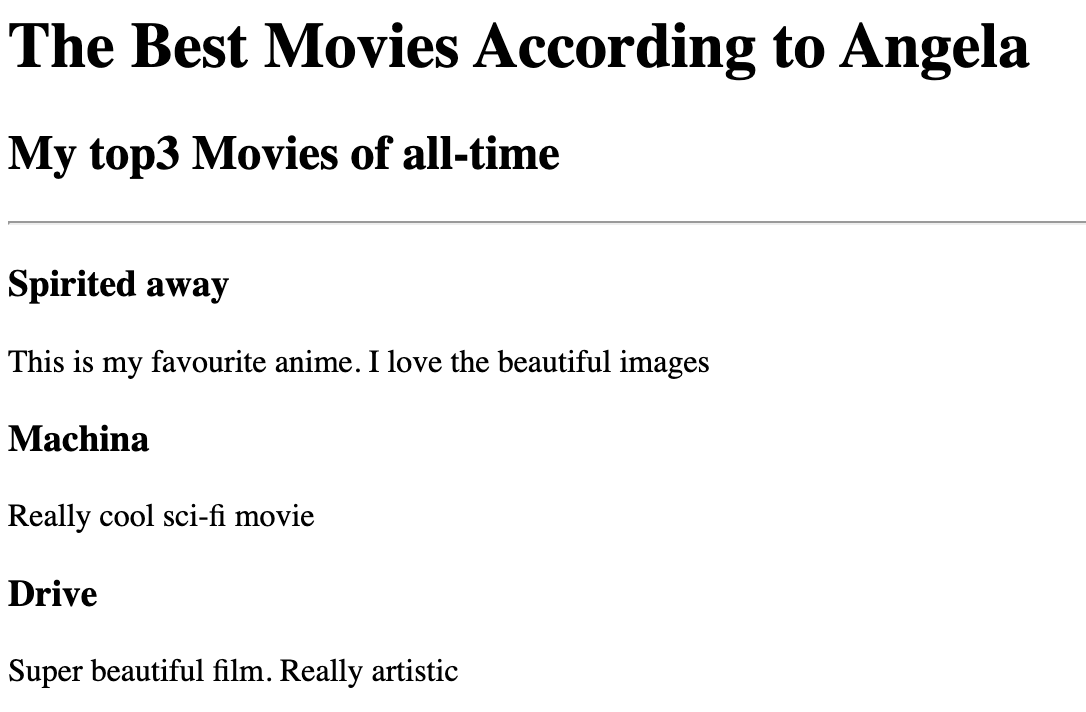 The Best Movies According to Angela
My top3 Movies of all-time
Spirited away
This is my favourite anime. I love the beautiful images
Machina
Really cool sci-fi movie
Drive
Super beautiful film. Really artistic